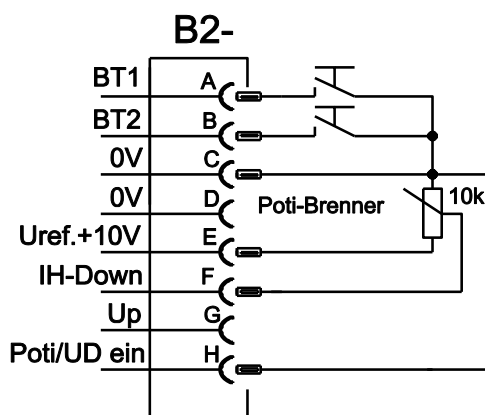 B2-
BT1 A
BT2 B
0V C
0V D Poti-Brenner 10k
Uref.+10V E
IH-Down F
Up G
Poti/UD ein H